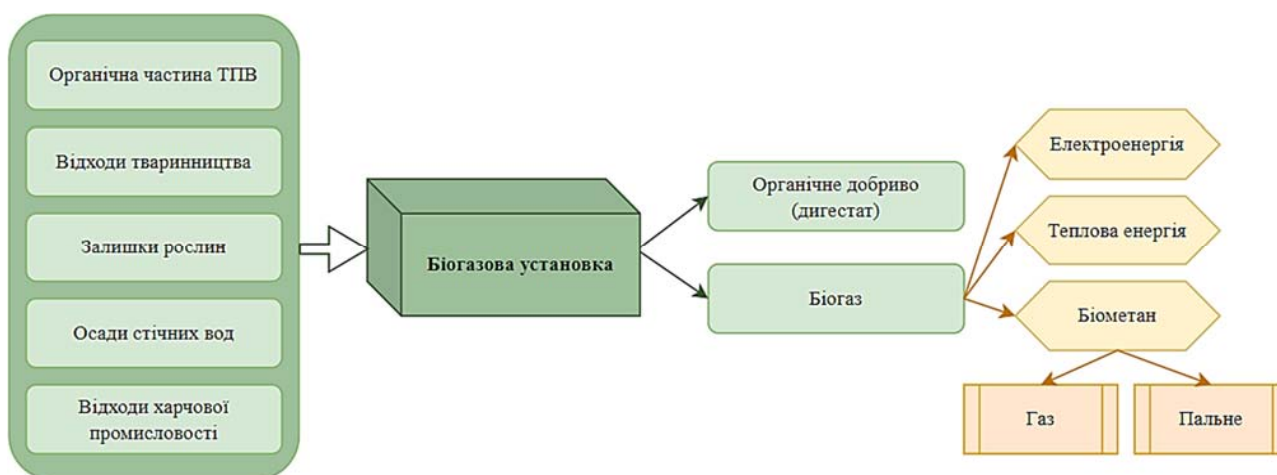 Органічна частина ТПВ
Відходи тваринництва
Залишки рослин
Осади стічних вод
Відходи харчової
промисловості
Біогазова установка
Органічне добриво
(дигестат)
Біогаз
Електроенергія
Теплова енергія
Біометан
Газ
Пальне